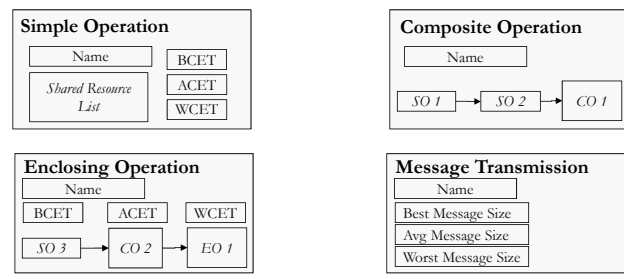 Simple Operation
Name
BCET
Shared Resource
List
ACET
WCET
Composite Operation
Name
SO 1
SO 2
CO 1
Enclosing Operation
Name
BCET
ACET
WCET
SO 3
CO 2
EO 1
Message Transmission
Name
Best Message Size
Avg Message Size
Worst Message Size